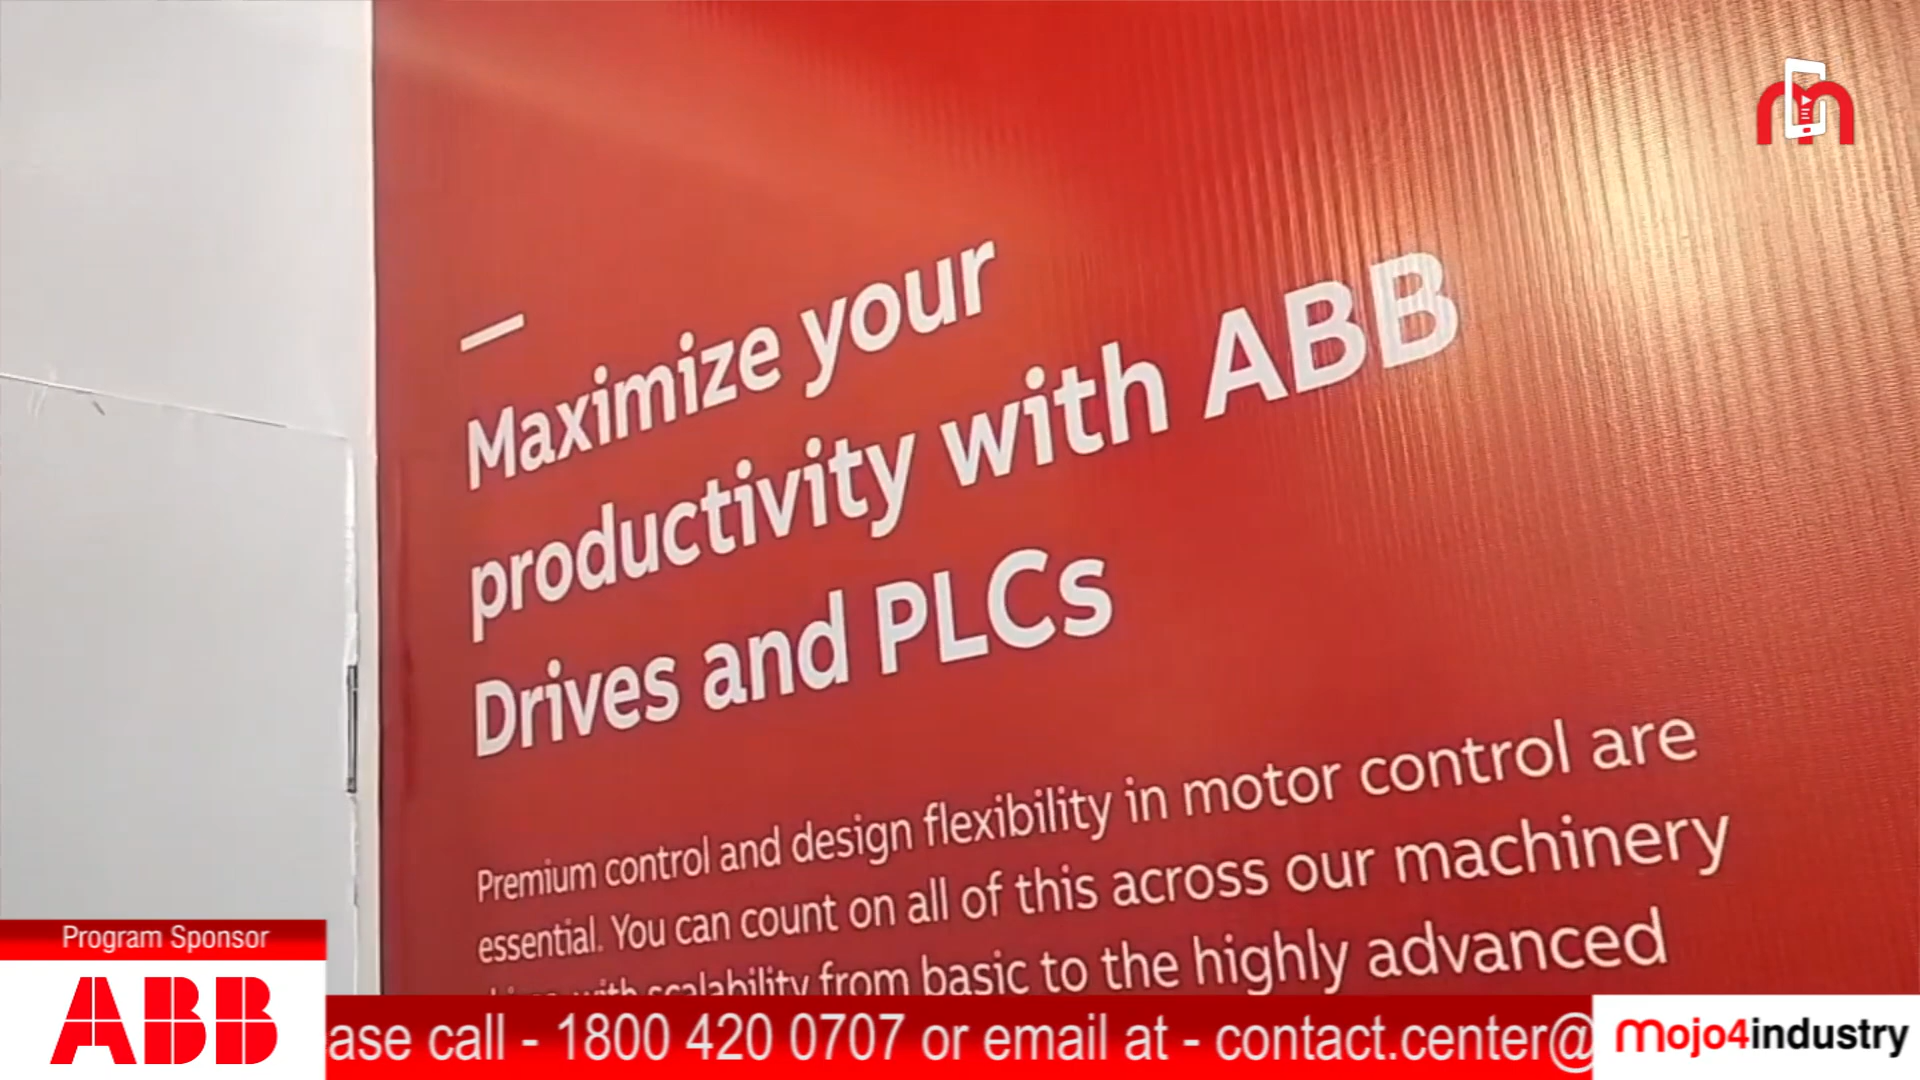 Maximize your
productivity with ABB
Drives and PLCs
Premium control and design flexibility in motor control are
essential. You can count on all of this across our machinery
with scalability from basic to the highly advanced
Program Sponsor
ABB
ase call - 1800 420 0707 or email at - contact.center@
mojo4industry